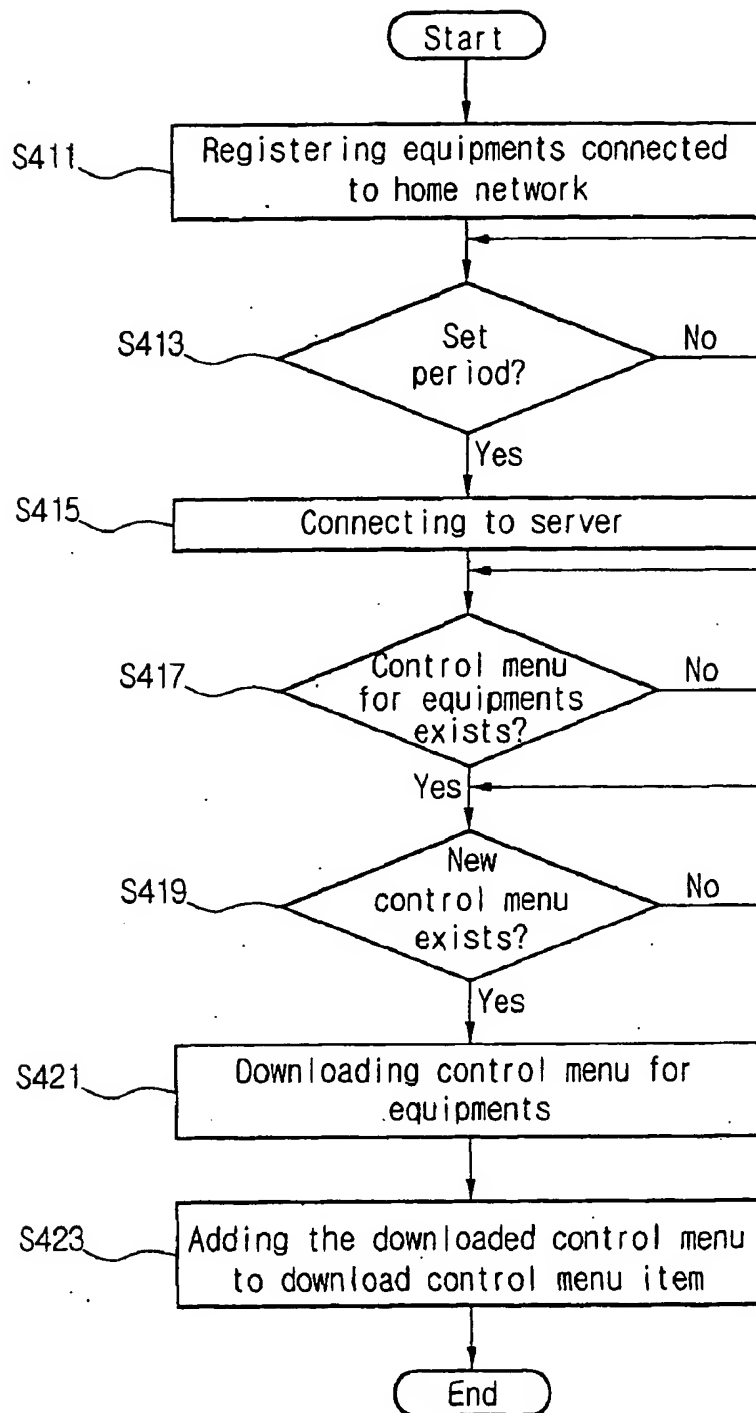 Start
S411
Registering equipments connected
to home network
S413
Set
period?
No
Yes
S415
Connecting to server
S417
Control menu
for equipments
exists?
No
Yes
S419
New
control menu
exists?
No
Yes
S421
Downloading control menu for
equipments
S423
Adding the downloaded control menu
to download control menu item
End